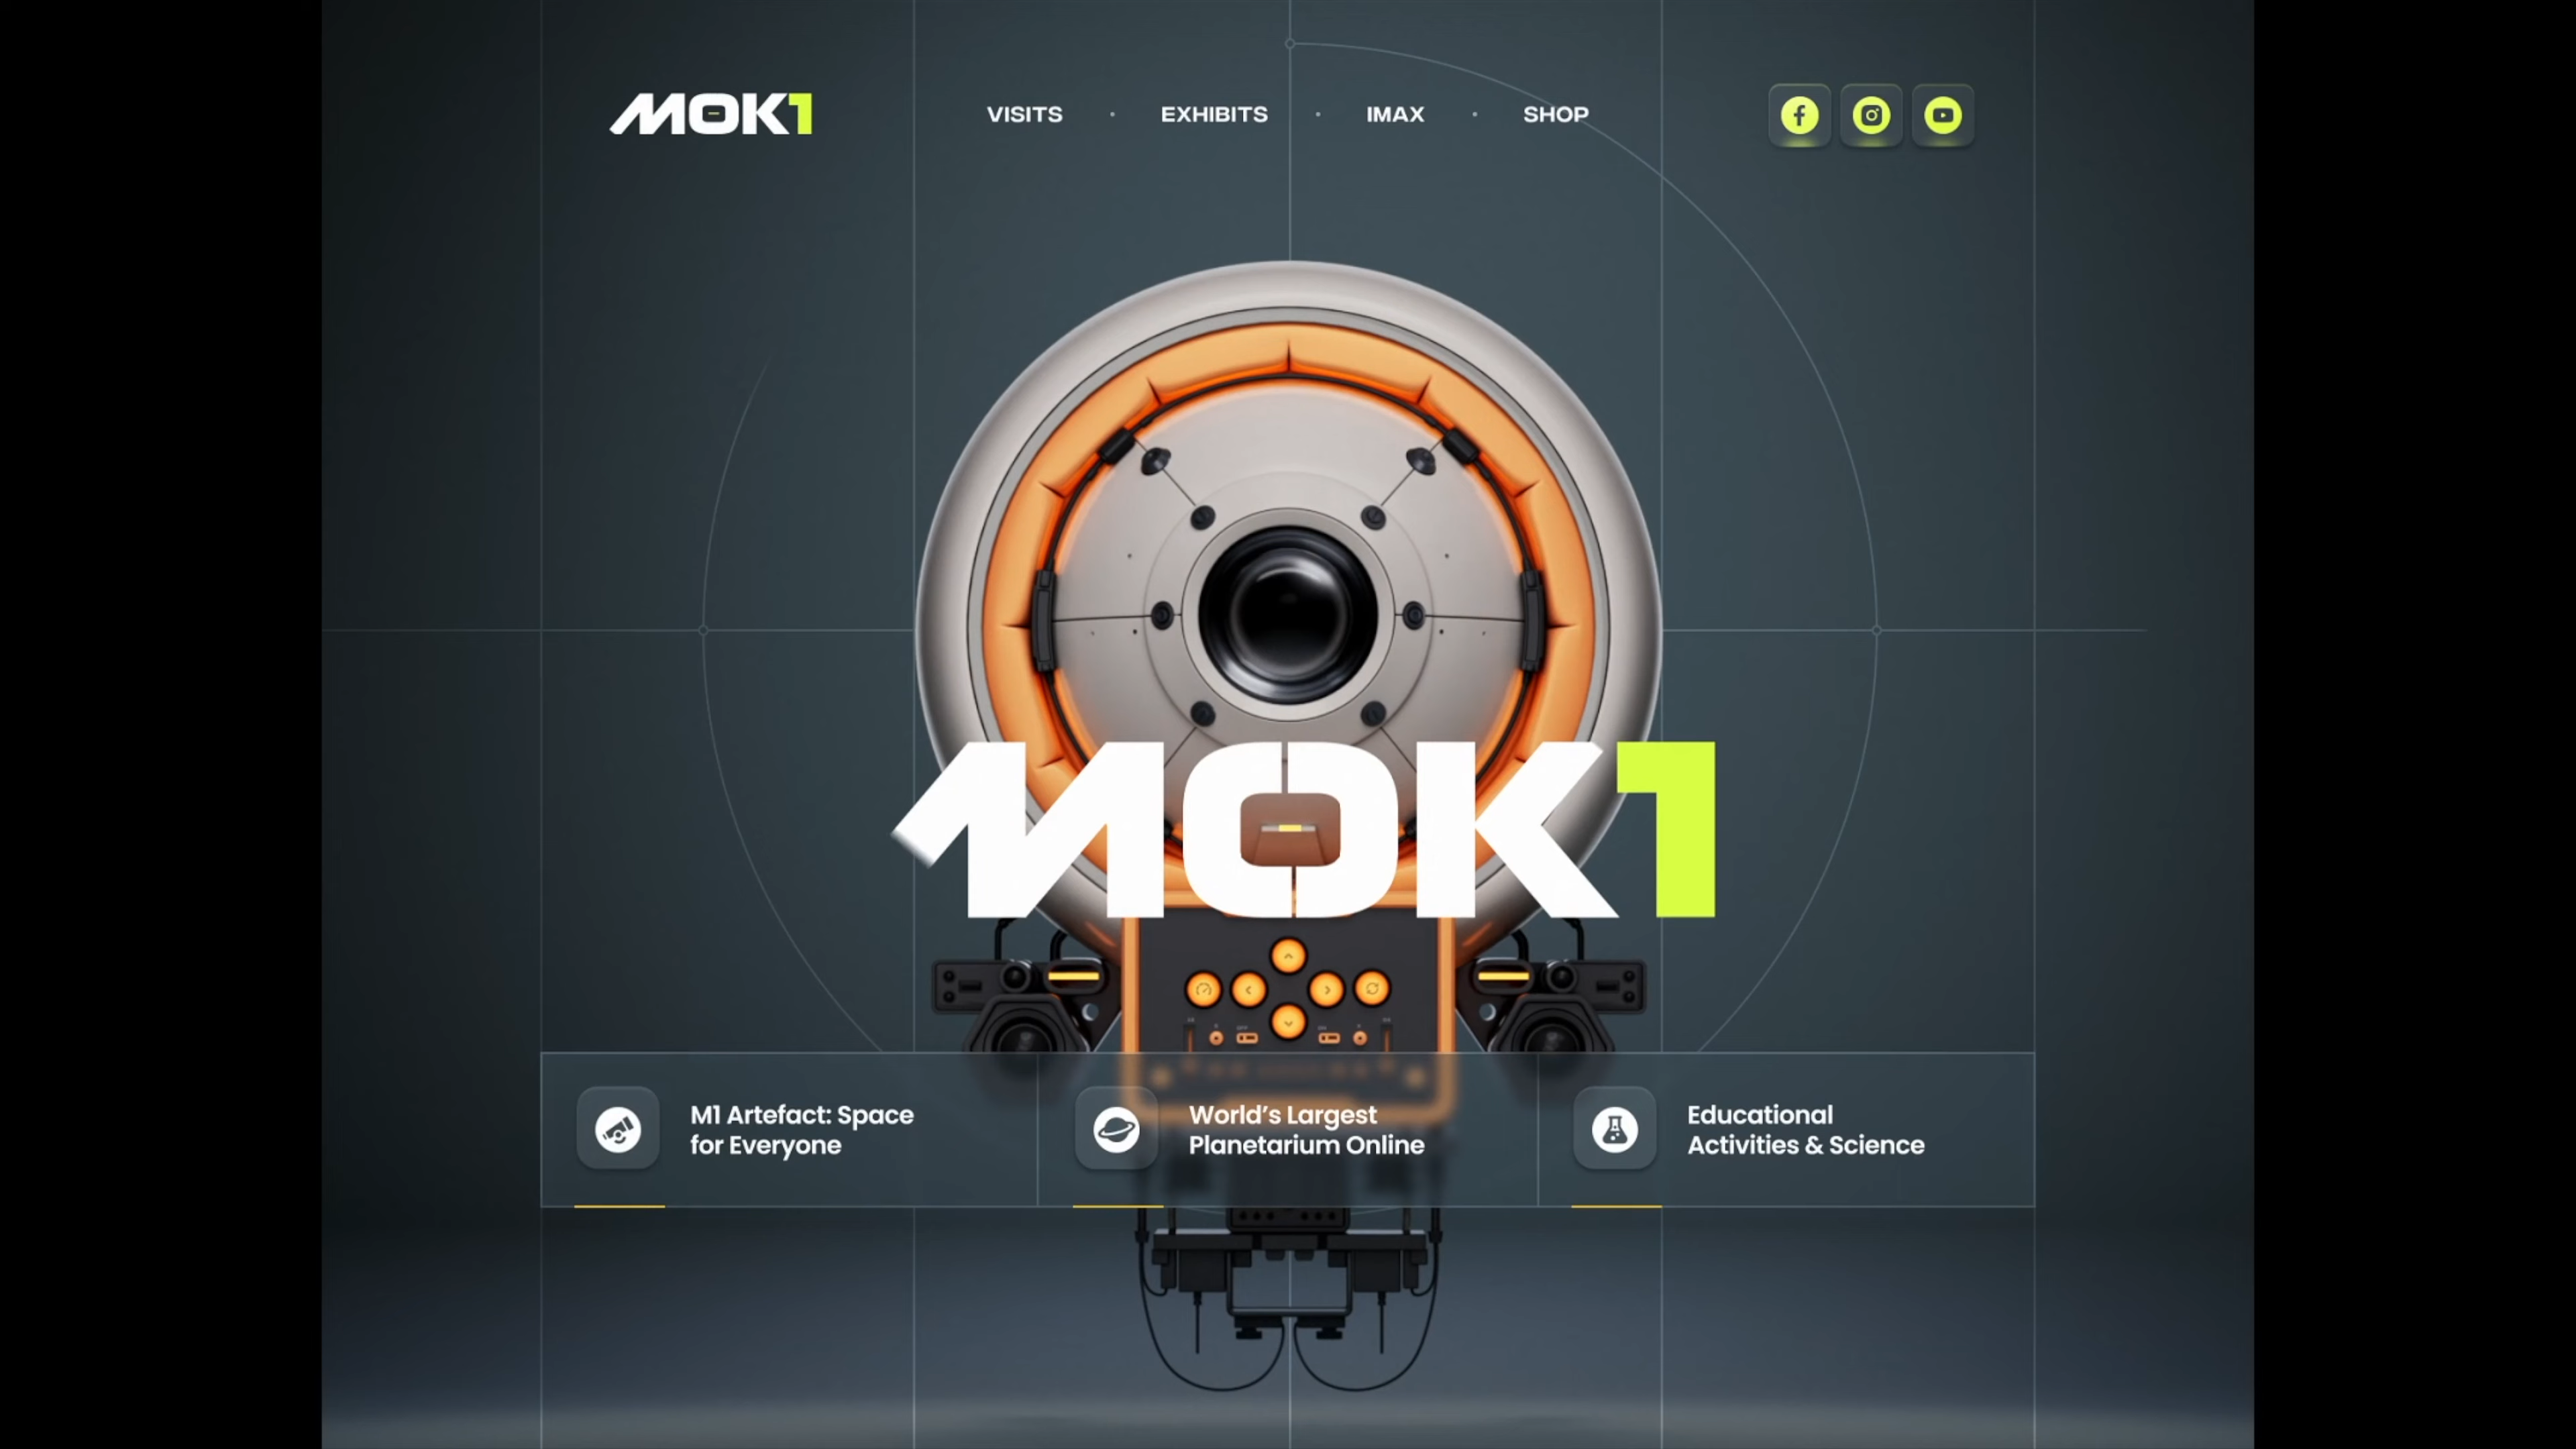 MOK1
VISITS
EXHIBITS
IMAX
SHOP
MOK1
M1 Artefact: Space
for Everyone
World's Largest
Planetarium Online
Educational
Activities & Science